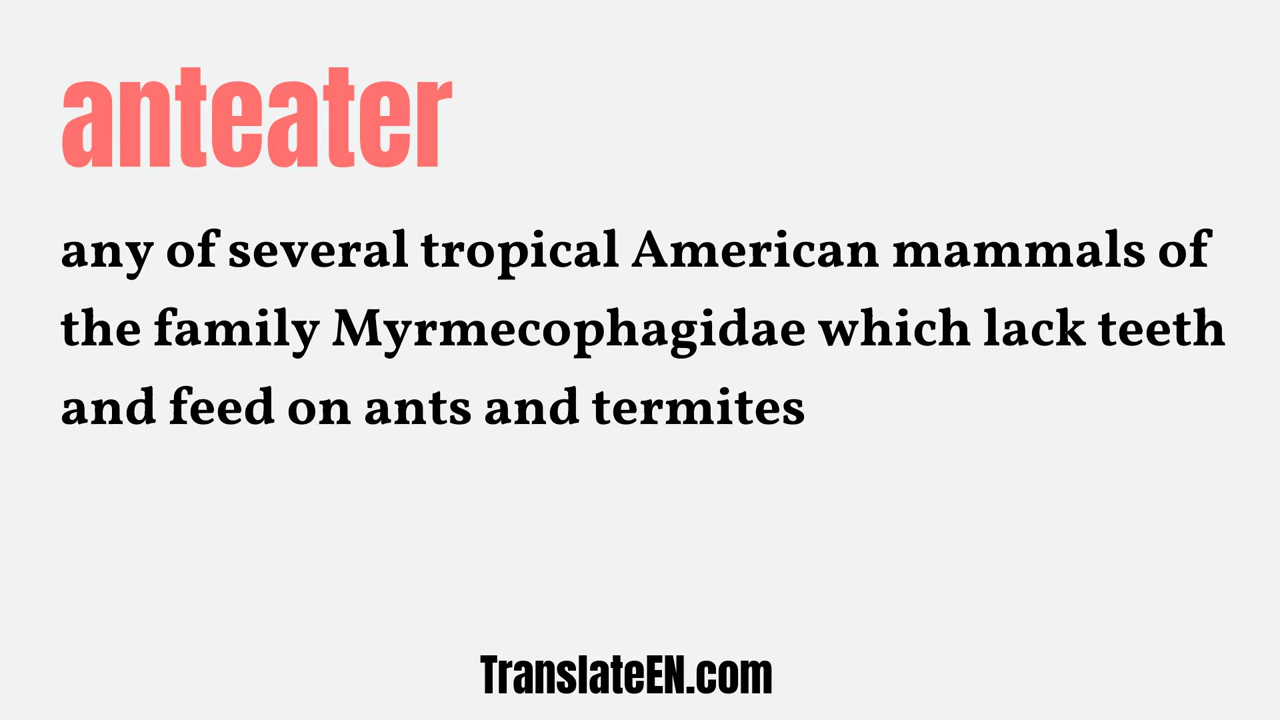 anteater
any of several tropical American mammals of
the family Myrmecophagidae which lack teeth
and feed on ants and termites
TranslateEN.com